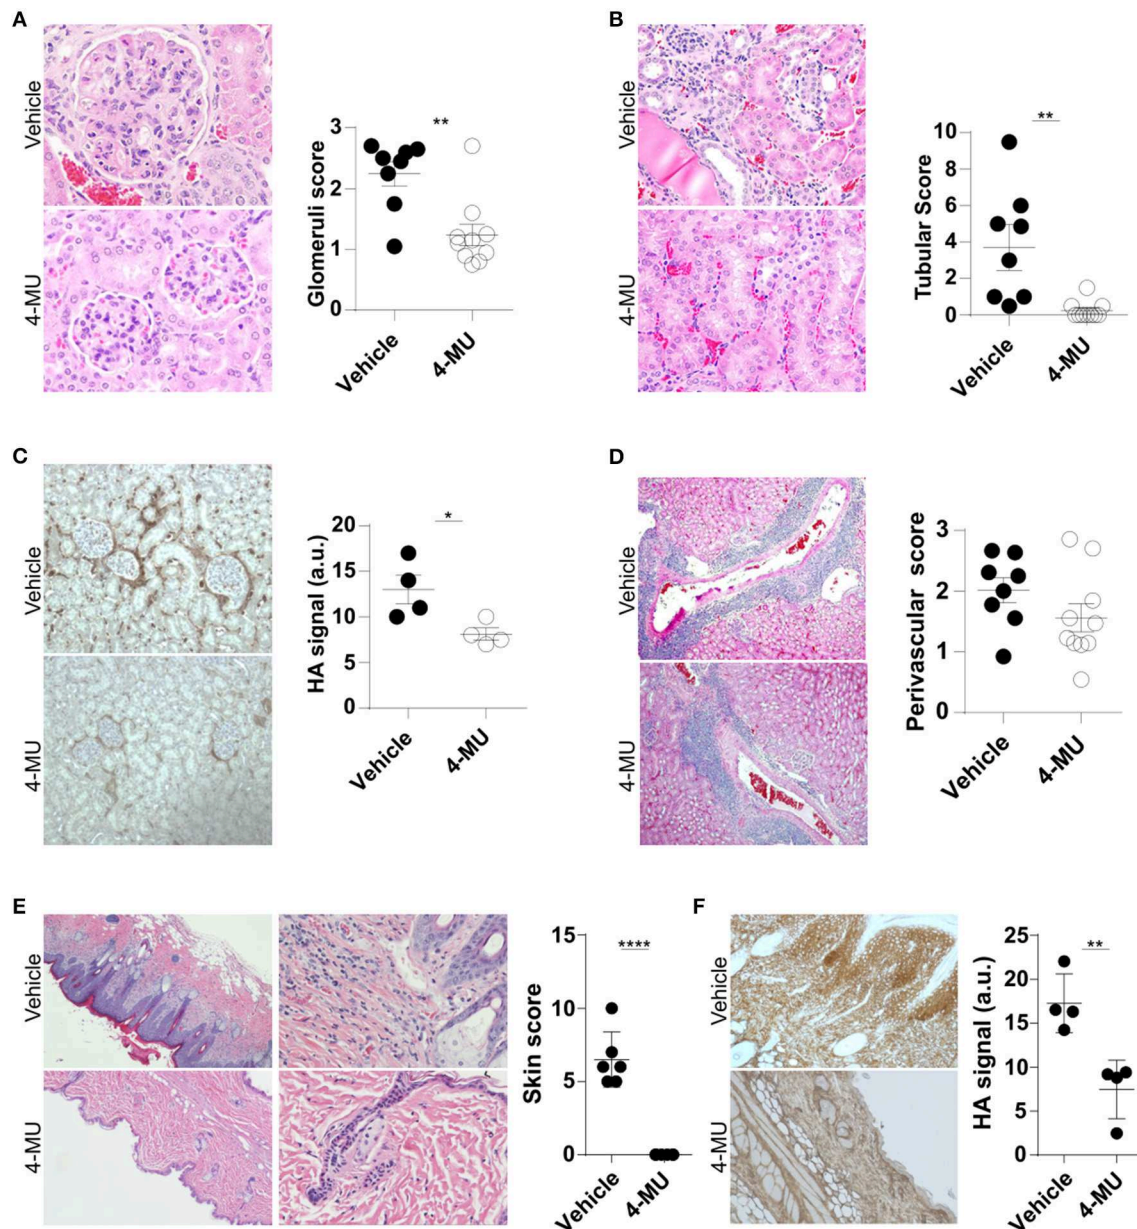 A
Vehicle
4-MU
Glomeruli score
3
2
1
0
**
Vehicle
4-MU
B
Vehicle
4-MU
Tubular Score
10
8
6
4
2
0
**
Vehicle
4-MU
C
Vehicle
4-MU
HA signal (a.u.)
20
15
10
5
0
*
Vehicle
4-MU
D
Vehicle
4-MU
Perivascular score
3
2
1
0
Vehicle
4-MU
E
Vehicle
4-MU
Skin score
15
10
5
0
****
Vehicle
4-MU
F
Vehicle
4-MU
HA signal (a.u.)
25
20
15
10
5
0
**
Vehicle
4-MU